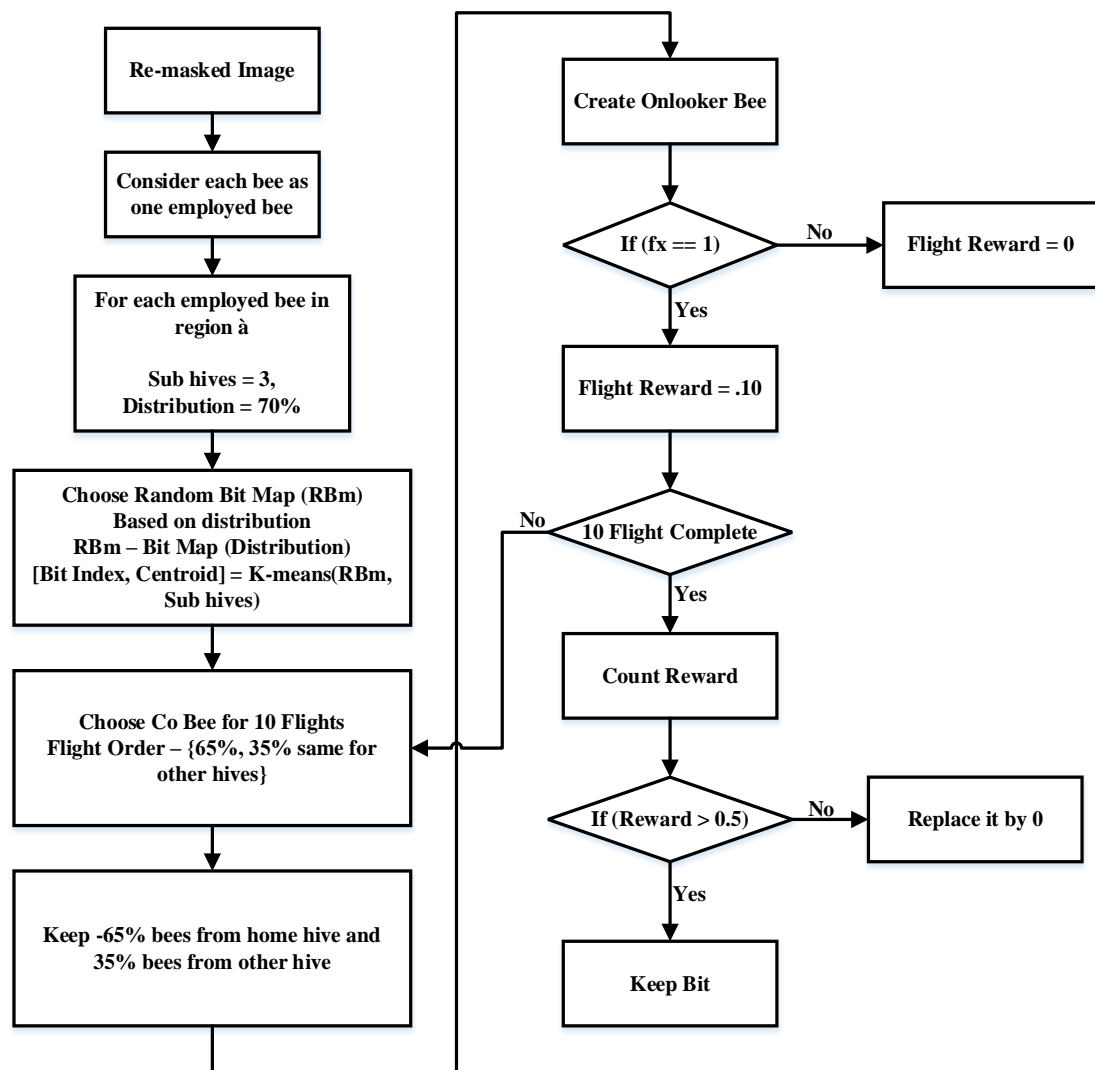 Re-masked Image
Consider each bee as
one employed bee
For each employed bee in
region à
Sub hives = 3,
Distribution = 70%
Choose Random Bit Map (RBm)
Based on distribution
RBm – Bit Map (Distribution)
[Bit Index, Centroid] = K-means(RBm,
Sub hives)
Choose Co Bee for 10 Flights
Flight Order – {65%, 35% same for
other hives}
Keep -65% bees from home hive and
35% bees from other hive
Create Onlooker Bee
If (fx == 1)
No
Flight Reward = 0
Yes
Flight Reward = .10
10 Flight Complete
No
Yes
Count Reward
If (Reward > 0.5)
No
Replace it by 0
Yes
Keep Bit